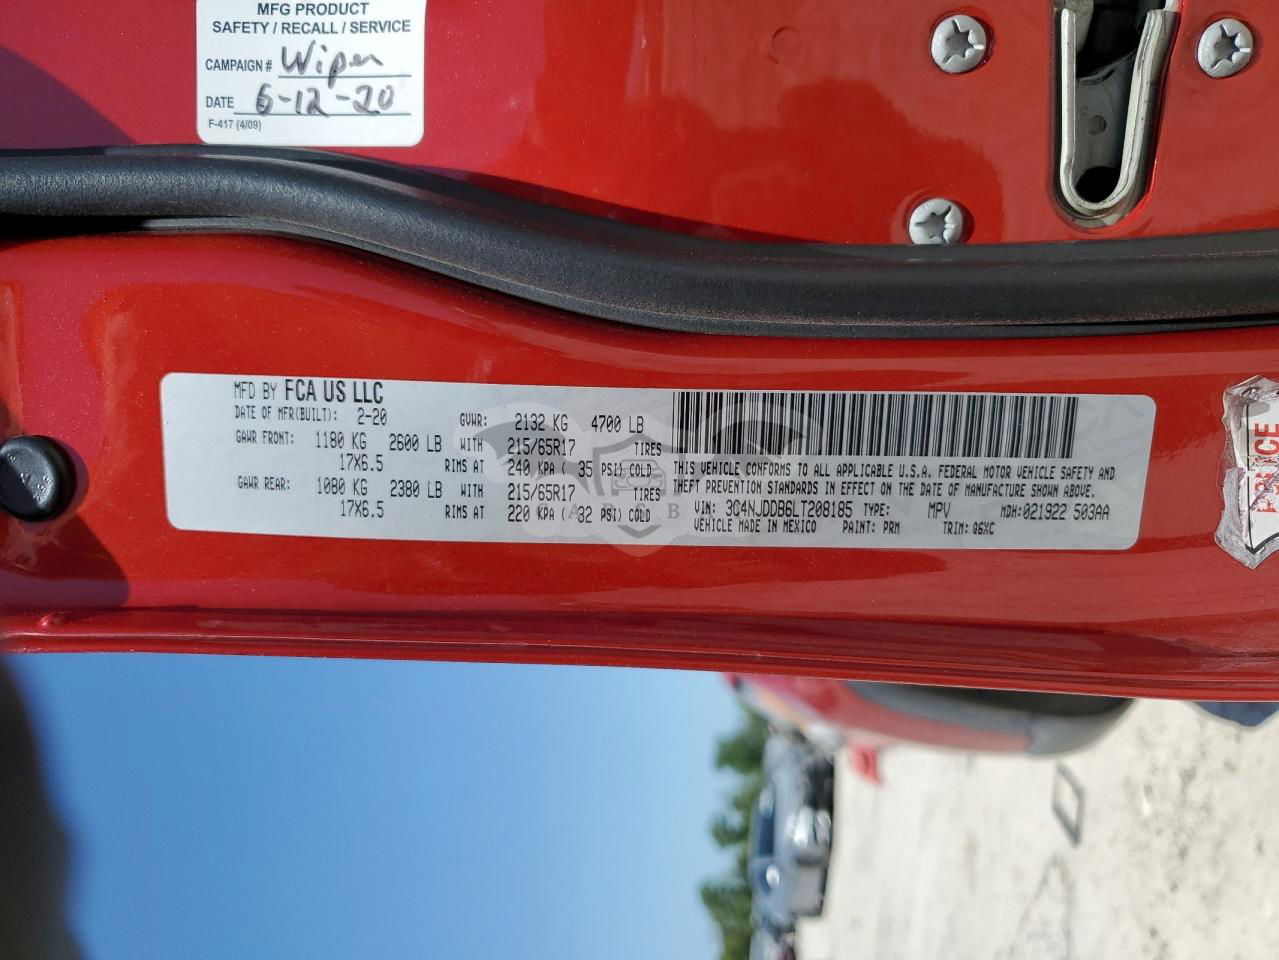 MFG PRODUCT
SAFETY / RECALL / SERVICE
CAMPAIGN # Wiper
DATE 6-12-20
F-417 (4/09)
MFD BY FCA US LLC
DATE OF MFR(BUILT): 2-20 GVWR: 2132 KG 4700 LB
GAWR FRONT: 1180 KG 2600 LB WITH 215/65R17 TIRES
17X6.5 RIMS AT 240 KPA ( 35 PSI) COLD
GAWR REAR: 1080 KG 2380 LB WITH 215/65R17 TIRES
17X6.5 RIMS AT 220 KPA ( 32 PSI) COLD
THIS VEHICLE CONFORMS TO ALL APPLICABLE U.S.A. FEDERAL MOTOR VEHICLE SAFETY AND
THEFT PREVENTION STANDARDS IN EFFECT ON THE DATE OF MANUFACTURE SHOWN ABOVE.
VIN: 3C4NJDDB6LT208185 TYPE: MPV MDH:021922 503AA
VEHICLE MADE IN MEXICO PAINT: PRM TRIM: G6XC